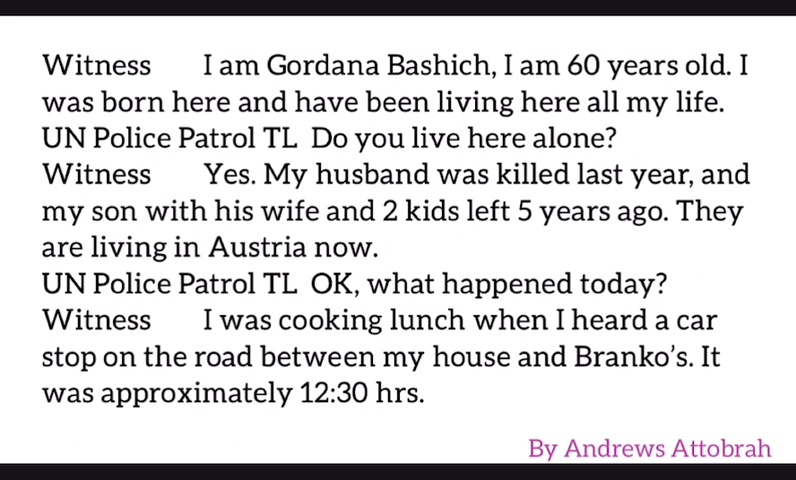 Witness I am Gordana Bashich, I am 60 years old. I
was born here and have been living here all my life.
UN Police Patrol TL Do you live here alone?
Witness Yes. My husband was killed last year, and
my son with his wife and 2 kids left 5 years ago. They
are living in Austria now.
UN Police Patrol TL OK, what happened today?
Witness I was cooking lunch when I heard a car
stop on the road between my house and Branko’s. It
was approximately 12:30 hrs.
By Andrews Attobrah